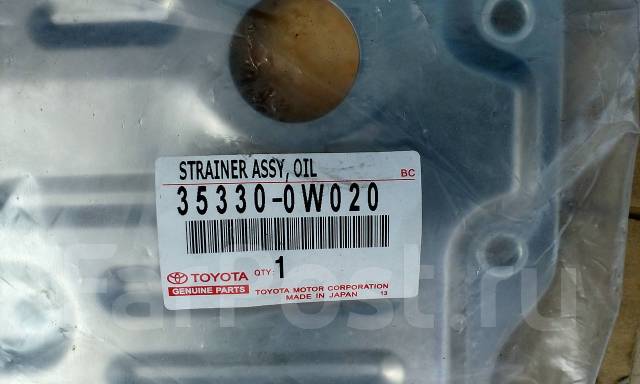 STRAINER ASSY, OIL
BC
35330-0W020
TOYOTA QTY: 1
GENUINE PARTS
TOYOTA MOTOR CORPORATION
MADE IN JAPAN 13
FarPost.ru